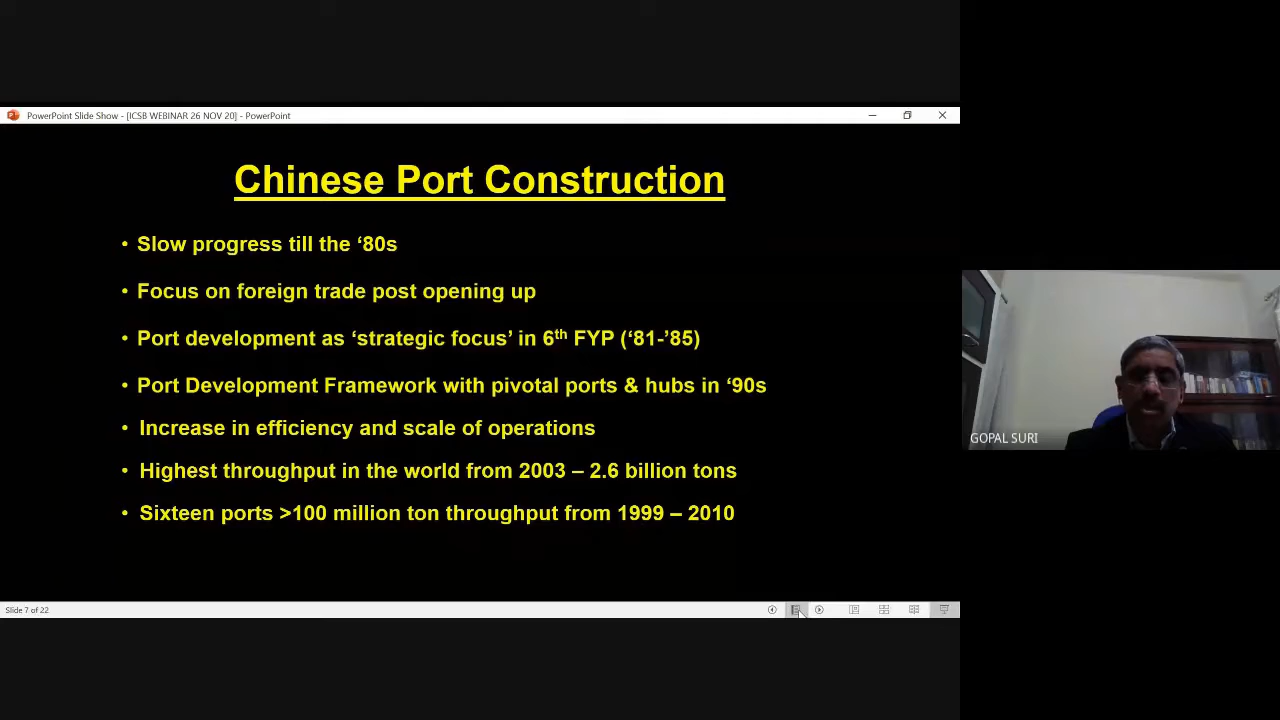 PowerPoint Slide Show - [ICSB WEBINAR 26 NOV 20] - PowerPoint
Chinese Port Construction
• Slow progress till the ‘80s
• Focus on foreign trade post opening up
• Port development as ‘strategic focus’ in 6th FYP (‘81-’85)
• Port Development Framework with pivotal ports & hubs in ‘90s
• Increase in efficiency and scale of operations
• Highest throughput in the world from 2003 – 2.6 billion tons
• Sixteen ports >100 million ton throughput from 1999 – 2010
GOPAL SURI
Slide 7 of 22